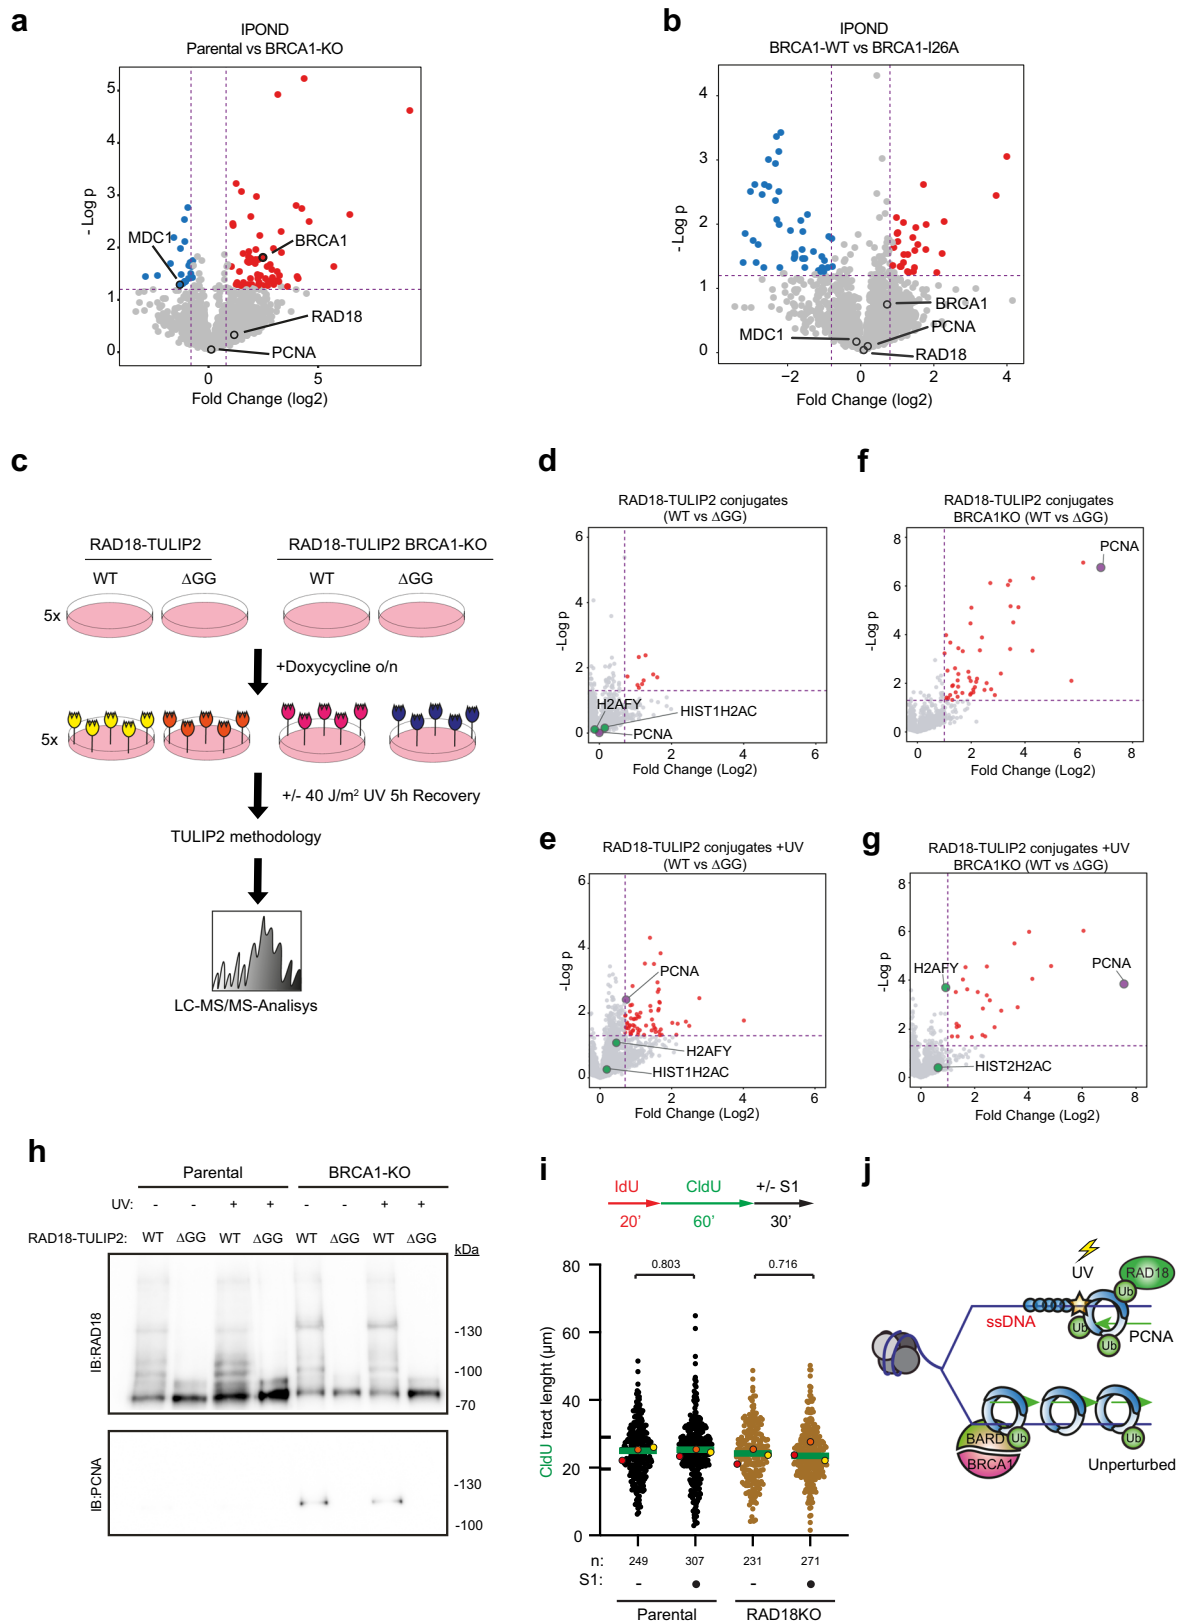 a
IPOND
Parental vs BRCA1-KO
5
4
3
2
1
0
- Log p
MDC1
BRCA1
RAD18
PCNA
0
5
Fold Change (log2)
b
IPOND
BRCA1-WT vs BRCA1-I26A
4
3
2
1
0
- Log p
BRCA1
MDC1
PCNA
RAD18
−2
0
2
4
Fold Change (log2)
c
RAD18-TULIP2
RAD18-TULIP2 BRCA1-KO
WT
ΔGG
WT
ΔGG
5x
+Doxycycline o/n
5x
+/- 40 J/m² UV 5h Recovery
TULIP2 methodology
LC-MS/MS-Analisys
d
RAD18-TULIP2 conjugates
(WT vs ΔGG)
6
4
2
0
-Log p
H2AFY
HIST1H2AC
PCNA
0
2
4
6
Fold Change (Log2)
f
RAD18-TULIP2 conjugates
BRCA1KO (WT vs ΔGG)
8
6
4
2
0
-Log p
PCNA
0
2
4
6
8
Fold Change (Log2)
e
RAD18-TULIP2 conjugates +UV
(WT vs ΔGG)
6
4
2
0
-Log p
PCNA
H2AFY
HIST1H2AC
0
2
4
6
Fold Change (Log2)
g
RAD18-TULIP2 conjugates +UV
BRCA1KO (WT vs ΔGG)
8
6
4
2
0
-Log p
H2AFY
PCNA
HIST2H2AC
0
2
4
6
8
Fold Change (Log2)
h
Parental
BRCA1-KO
UV: - - + + - - + +
RAD18-TULIP2: WT ΔGG WT ΔGG WT ΔGG WT ΔGG
kDa
IB:RAD18
-130
-100
-70
IB:PCNA
-130
-100
i
IdU
CldU
+/- S1
20'
60'
30'
80
60
40
20
0
CldU tract lenght (µm)
0.803
0.716
n: 249 307 231 271
S1: - ● - ●
Parental
RAD18KO
j
UV
RAD18
Ub
ssDNA
Ub
PCNA
Ub
BARD
Ub
Ub
BRCA1
Unperturbed